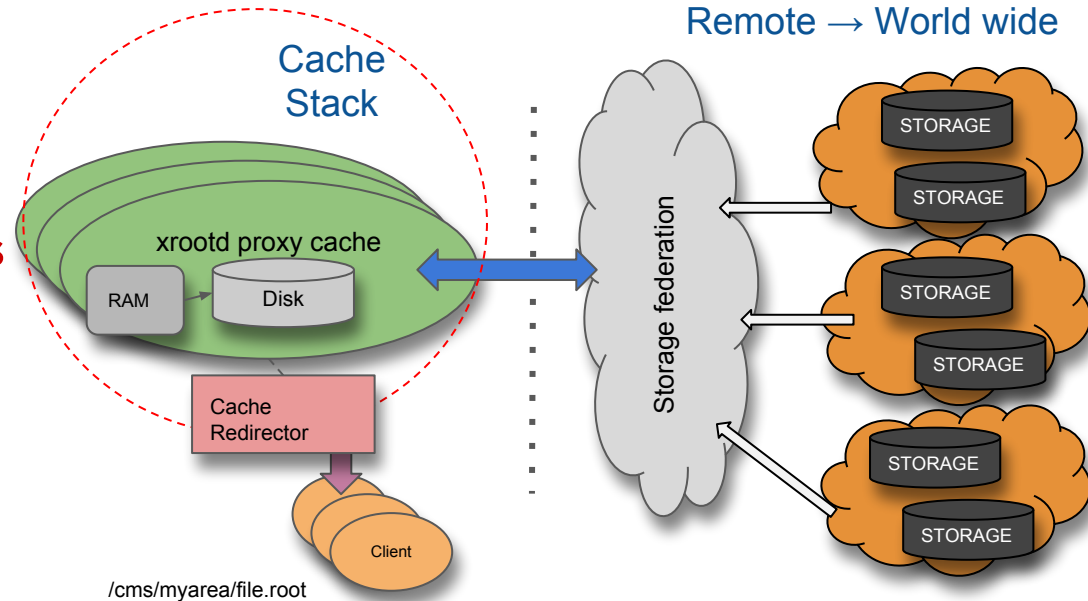 Remote → World wide
Cache
Stack
xrootd proxy cache
RAM
Disk
Cache
Redirector
Client
/cms/myarea/file.root
Storage federation
STORAGE
STORAGE
STORAGE
STORAGE
STORAGE
STORAGE